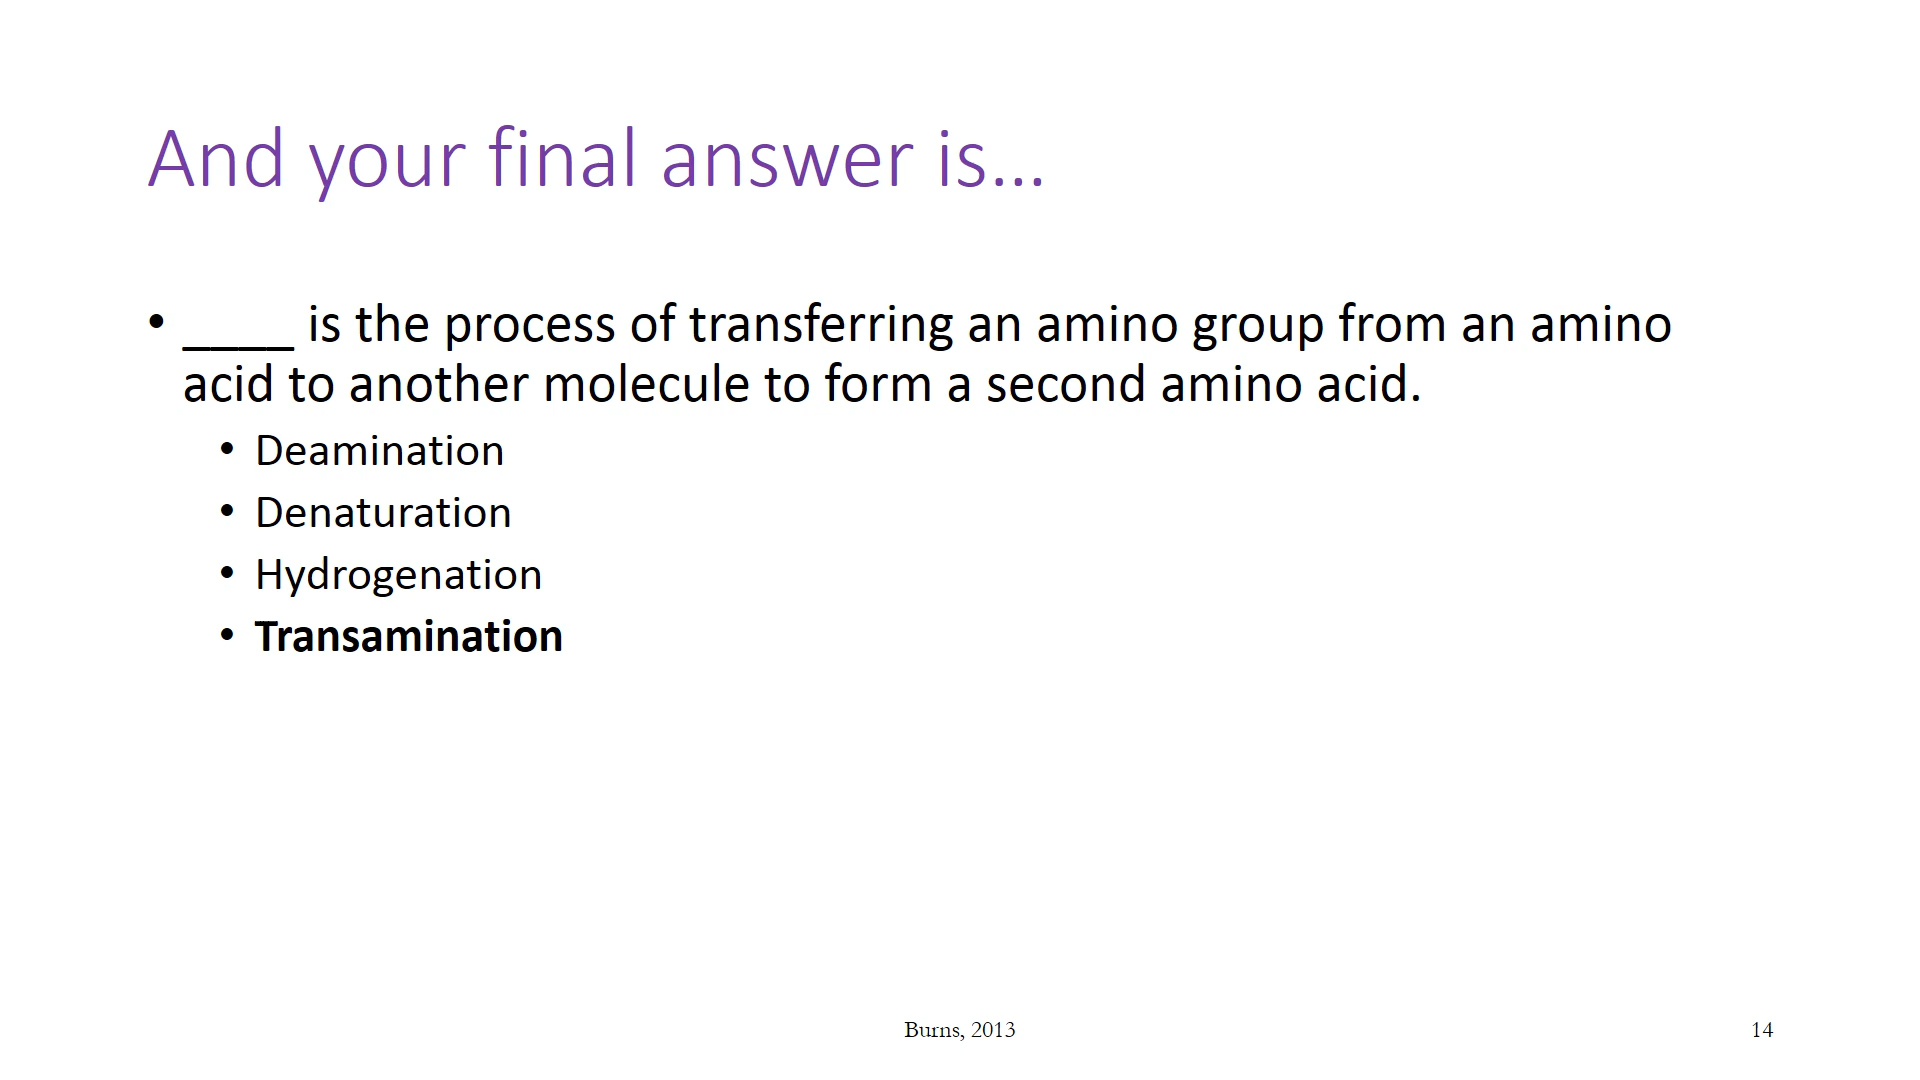 And your final answer is...
• ____ is the process of transferring an amino group from an amino
acid to another molecule to form a second amino acid.
• Deamination
• Denaturation
• Hydrogenation
• Transamination
Burns, 2013
14